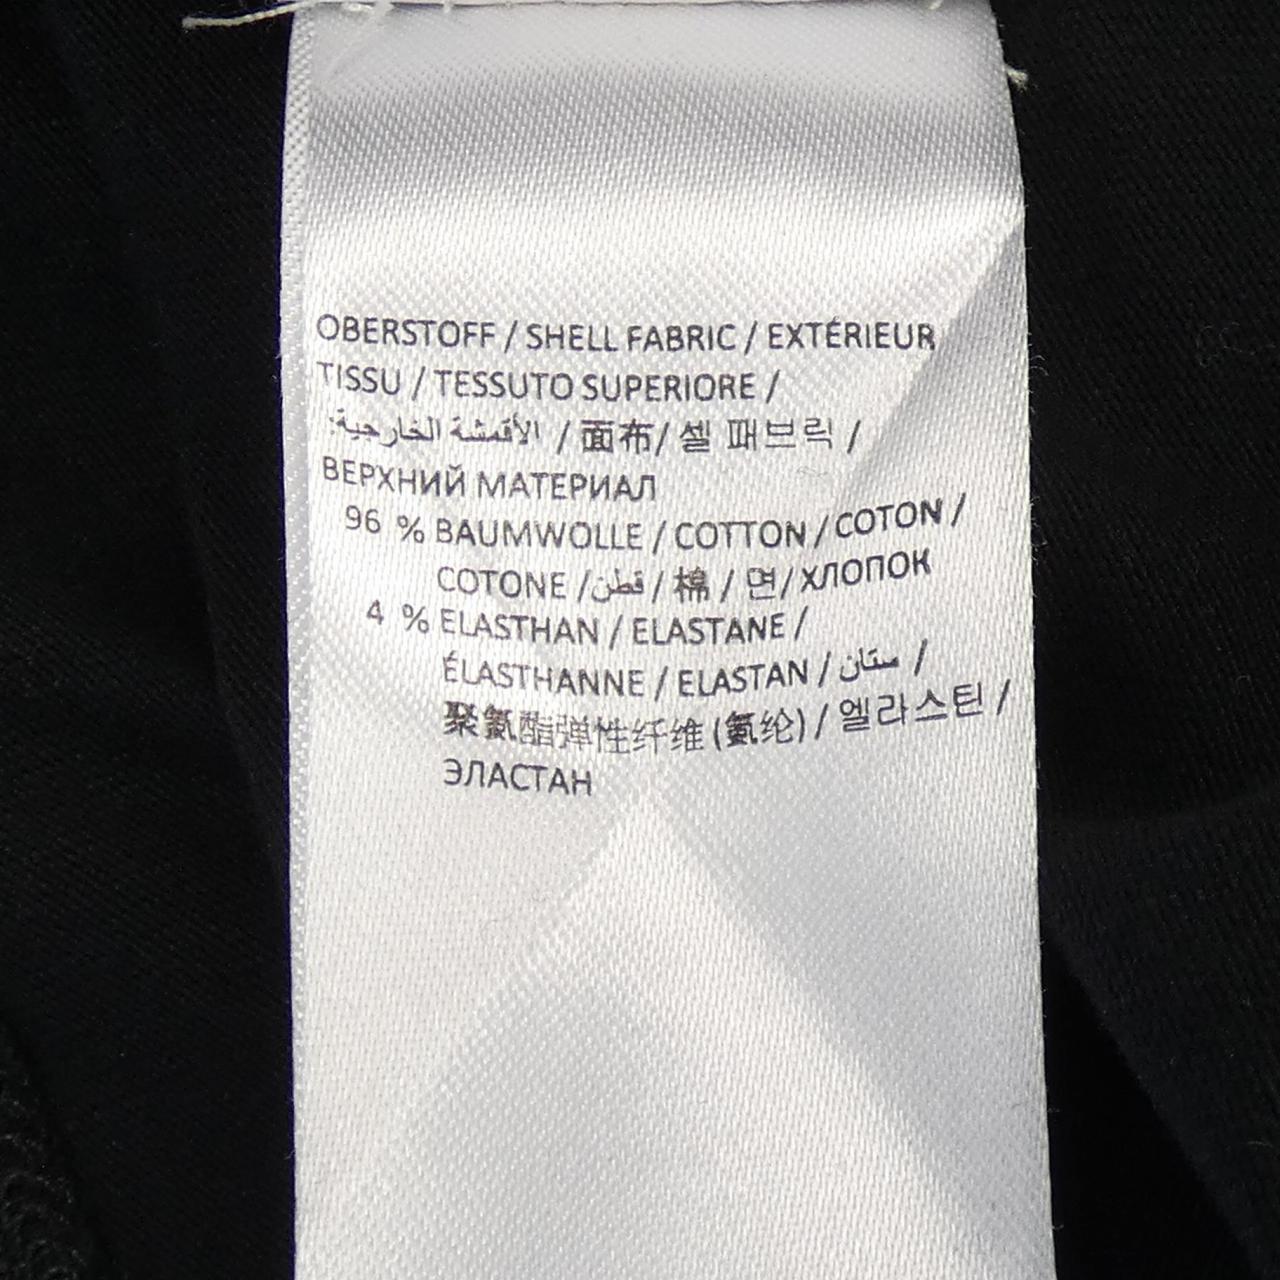 OBERSTOFF / SHELL FABRIC / EXTÉRIEUR
TISSU / TESSUTO SUPERIORE /
الأقمشة الخارجية: / 面布/ 셸 패브릭 /
ВЕРХНИЙ МАТЕРИАЛ
96 % BAUMWOLLE / COTTON / COTON /
COTONE / قطن / 棉 / 면 / ХЛОПОК
4 % ELASTHAN / ELASTANE /
ÉLASTHANNE / ELASTAN / ستان /
聚氨酯弹性纤维 (氨纶) / 엘라스틴 /
ЭЛАСТАН